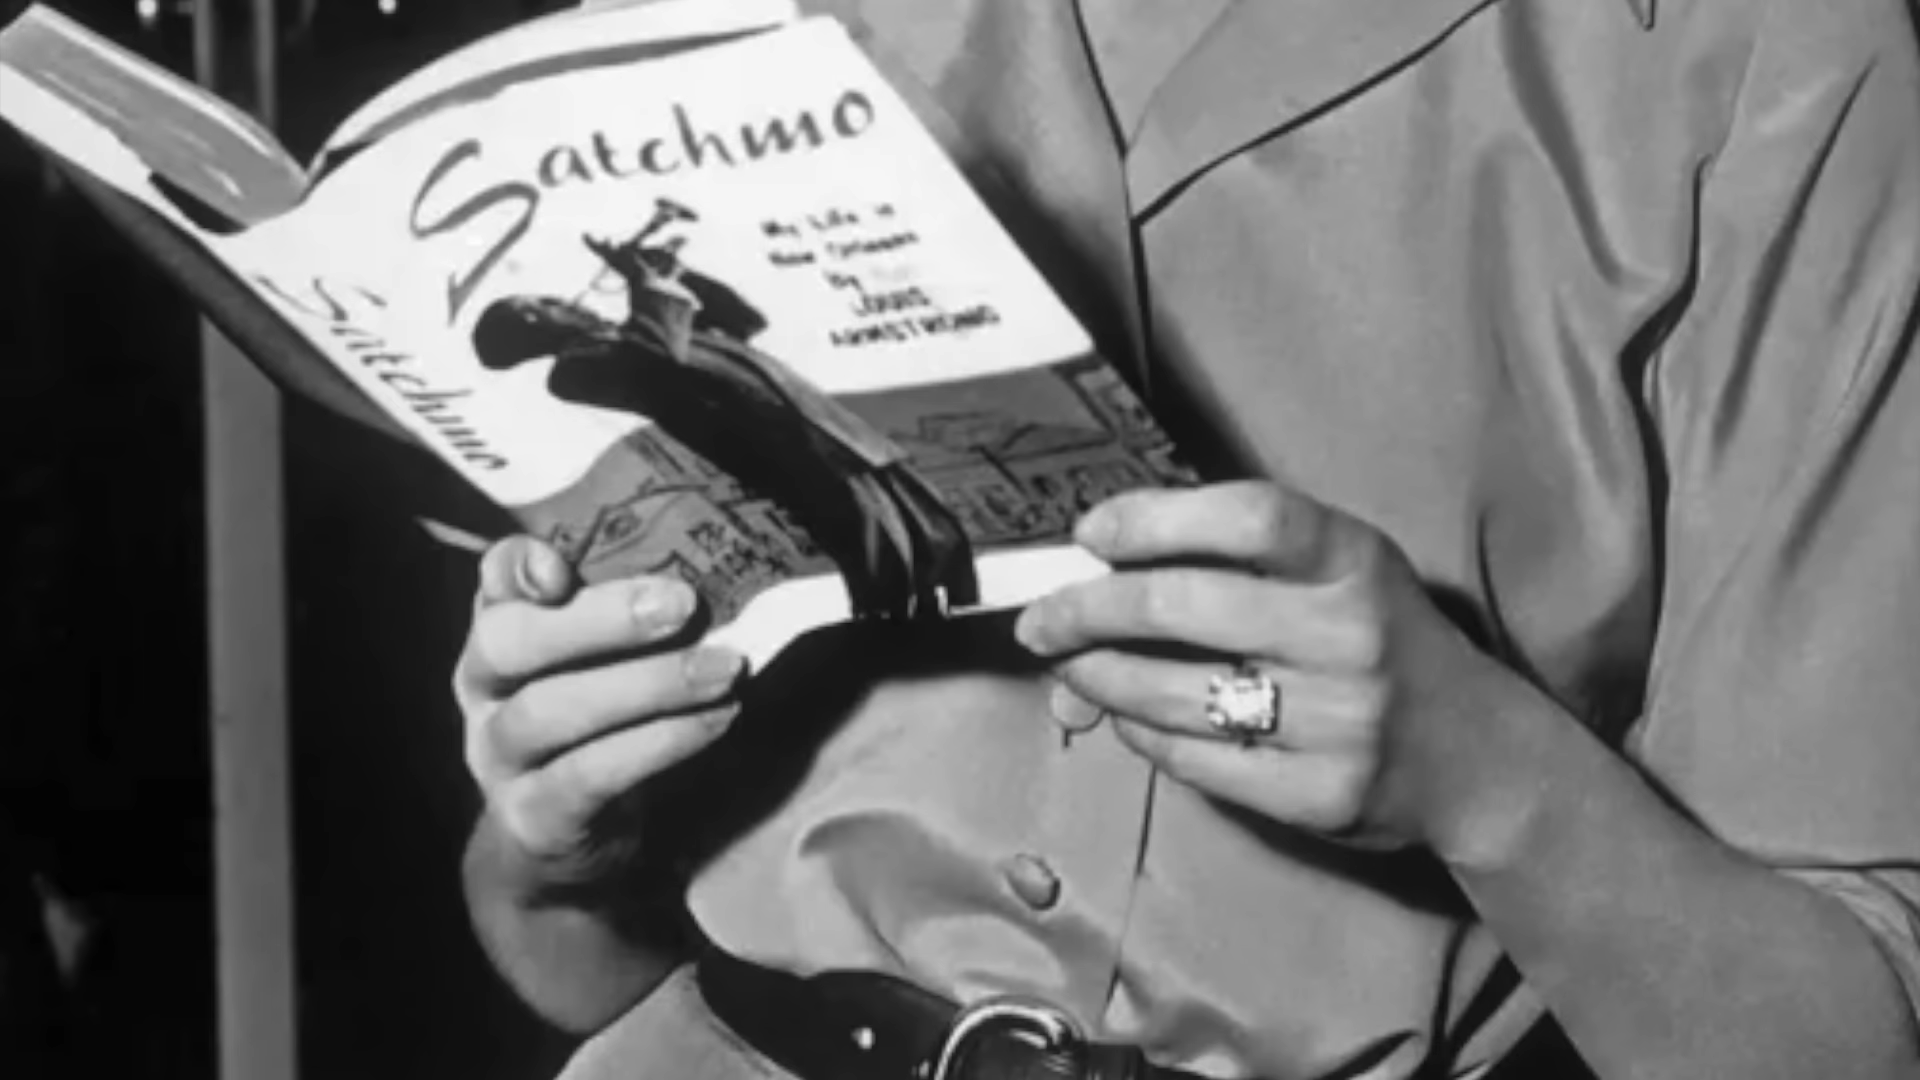 Satchmo
My Life in
New Orleans
By
LOUIS
ARMSTRONG
Satchmo